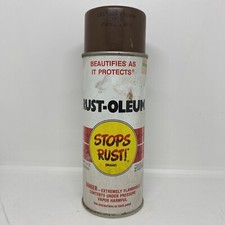 BEAUTIFIES AS
IT PROTECTS®
RUST-OLEUM
STOPS
RUST!
DANGER - EXTREMELY FLAMMABLE
CONTENTS UNDER PRESSURE
VAPOR HARMFUL